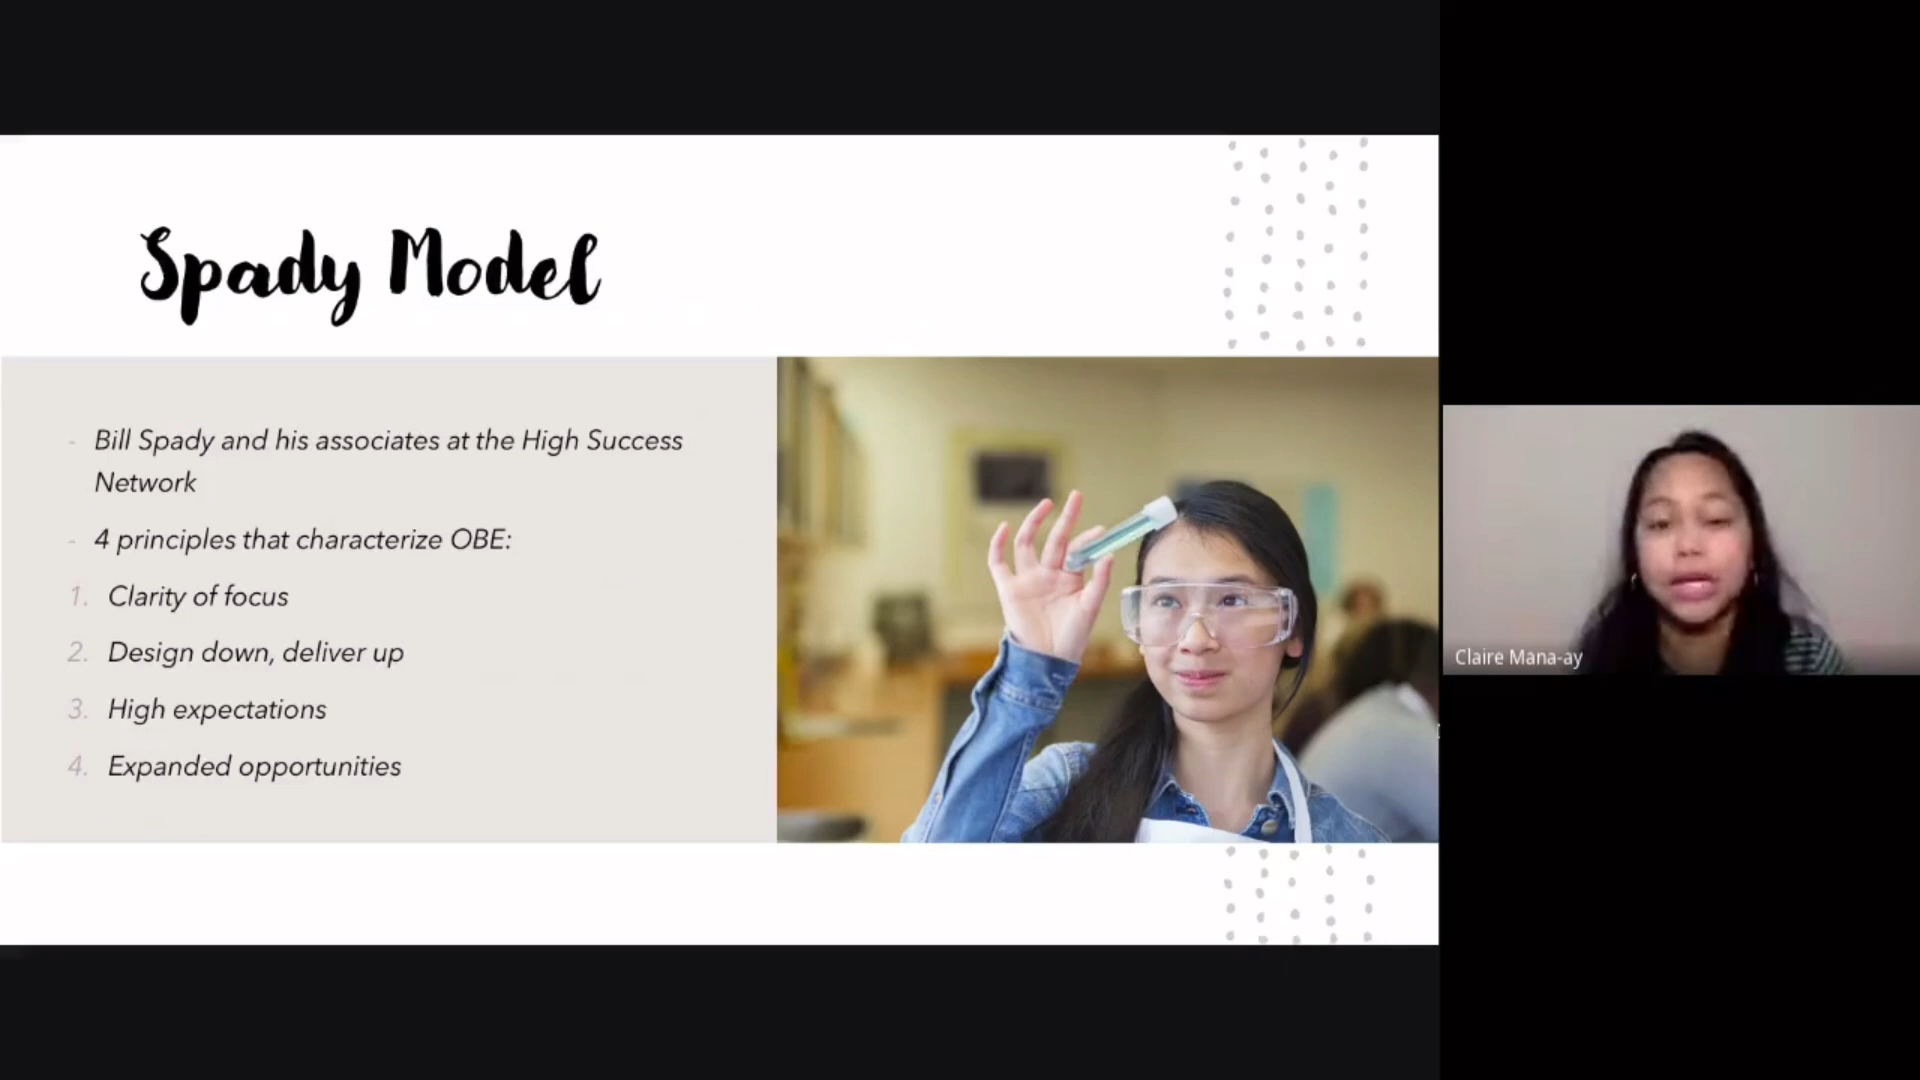 Spady Model
- Bill Spady and his associates at the High Success
Network
- 4 principles that characterize OBE:
1. Clarity of focus
2. Design down, deliver up
3. High expectations
4. Expanded opportunities
Claire Mana-ay